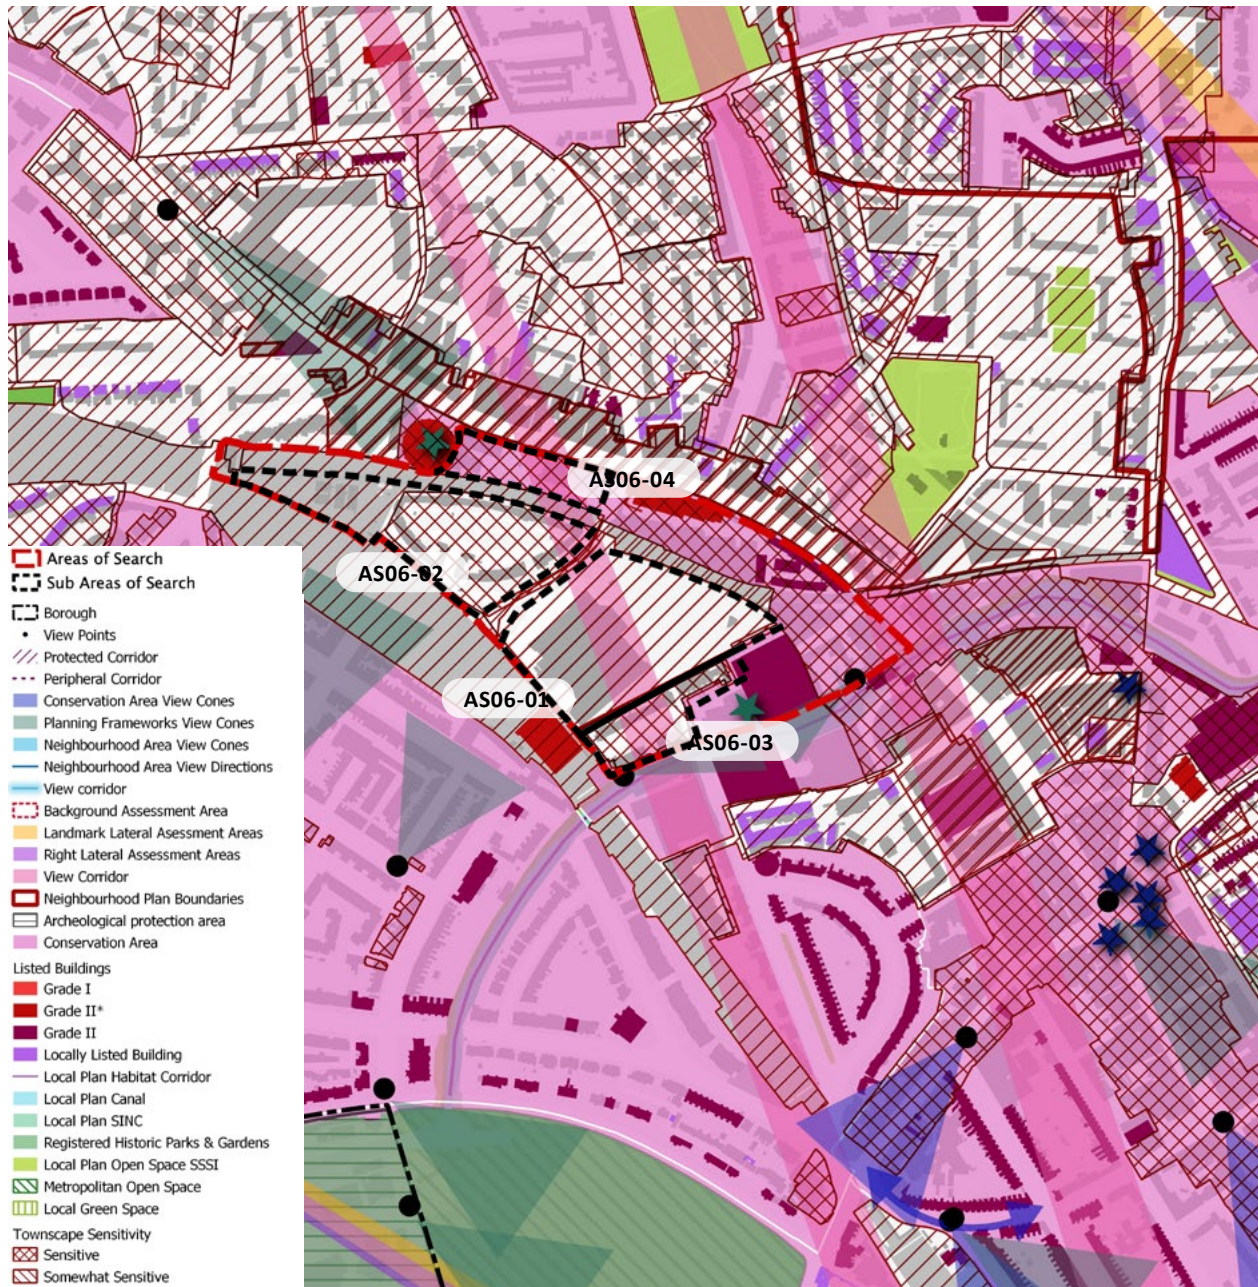 AS06-04
AS06-02
AS06-01
AS06-03
Areas of Search
Sub Areas of Search
Borough
View Points
Protected Corridor
Peripheral Corridor
Conservation Area View Cones
Planning Frameworks View Cones
Neighbourhood Area View Cones
Neighbourhood Area View Directions
View corridor
Background Assessment Area
Landmark Lateral Asessment Areas
Right Lateral Assessment Areas
View Corridor
Neighbourhood Plan Boundaries
Archeological protection area
Conservation Area
Listed Buildings
Grade I
Grade II*
Grade II
Locally Listed Building
Local Plan Habitat Corridor
Local Plan Canal
Local Plan SINC
Registered Historic Parks & Gardens
Local Plan Open Space SSSI
Metropolitan Open Space
Local Green Space
Townscape Sensitivity
Sensitive
Somewhat Sensitive